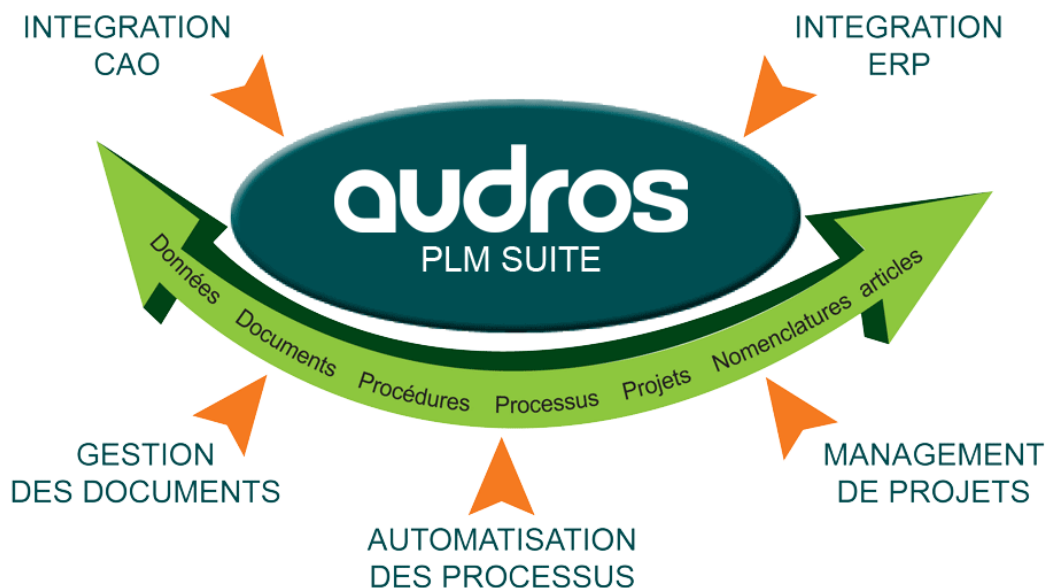 INTEGRATION
CAO
INTEGRATION
ERP
audros
PLM SUITE
Données Documents Procédures Processus Projets Nomenclatures articles
GESTION
DES DOCUMENTS
AUTOMATISATION
DES PROCESSUS
MANAGEMENT
DE PROJETS